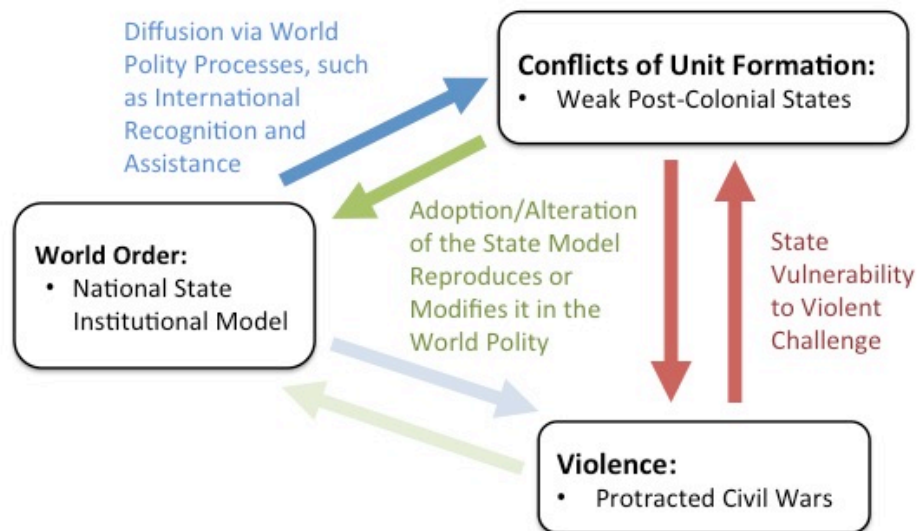 Diffusion via World
Polity Processes, such
as International
Recognition and
Assistance
Conflicts of Unit Formation:
• Weak Post-Colonial States
World Order:
• National State
Institutional Model
Adoption/Alteration
of the State Model
Reproduces or
Modifies it in the
World Polity
State
Vulnerability
to Violent
Challenge
Violence:
• Protracted Civil Wars